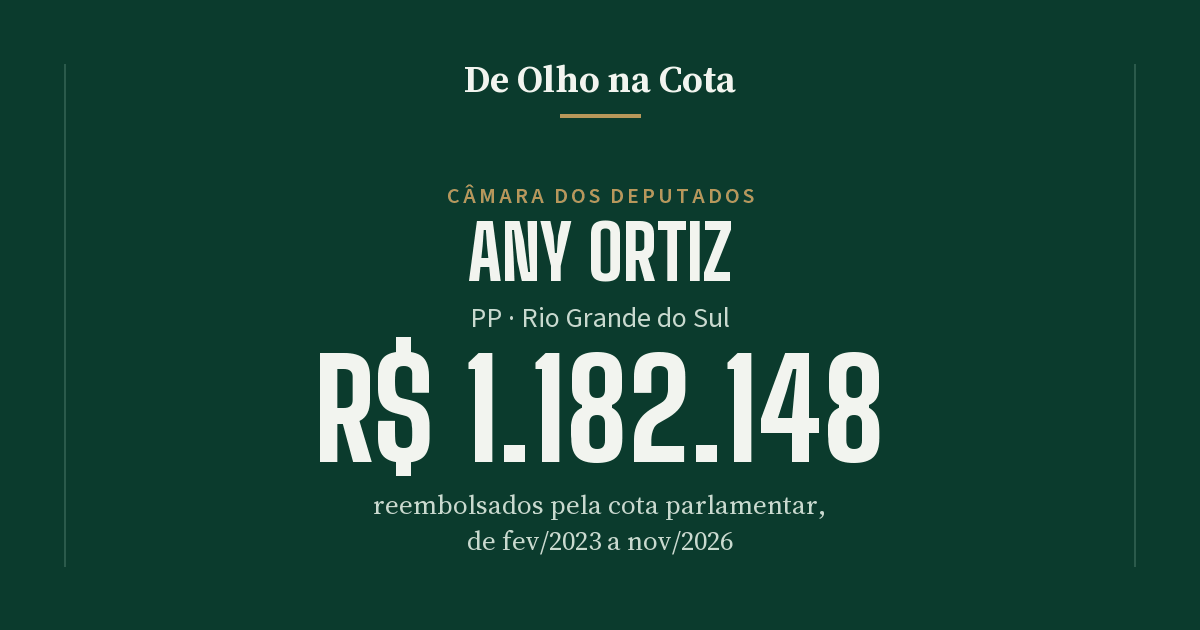 De Olho na Cota
CÂMARA DOS DEPUTADOS
ANY ORTIZ
PP · Rio Grande do Sul
R$ 1.182.148
reembolsados pela cota parlamentar,
de fev/2023 a nov/2026